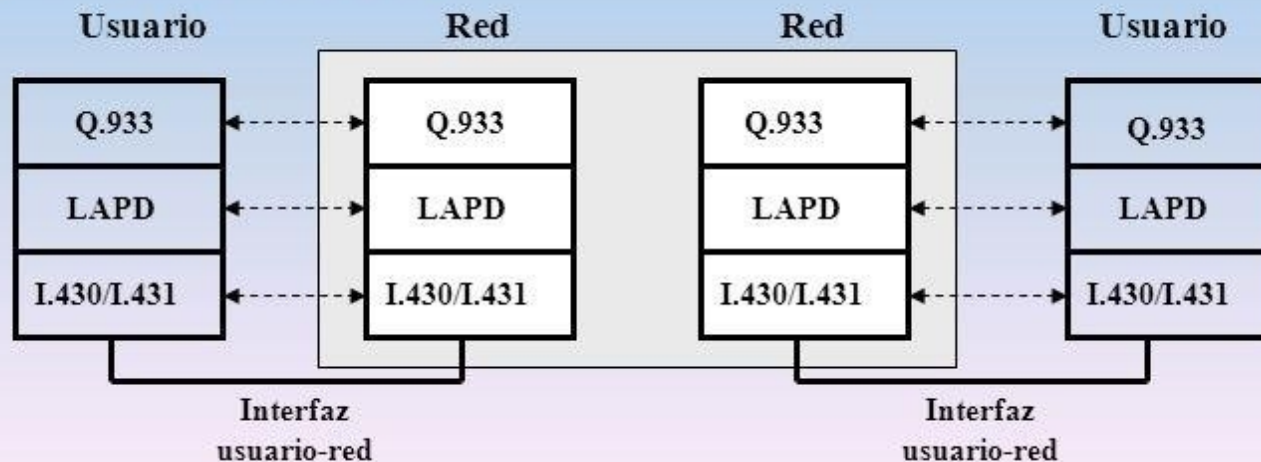 Usuario Red Red Usuario
Q.933 Q.933 Q.933 Q.933
LAPD LAPD LAPD LAPD
I.430/I.431 I.430/I.431 I.430/I.431 I.430/I.431
Interfaz Interfaz
usuario-red usuario-red